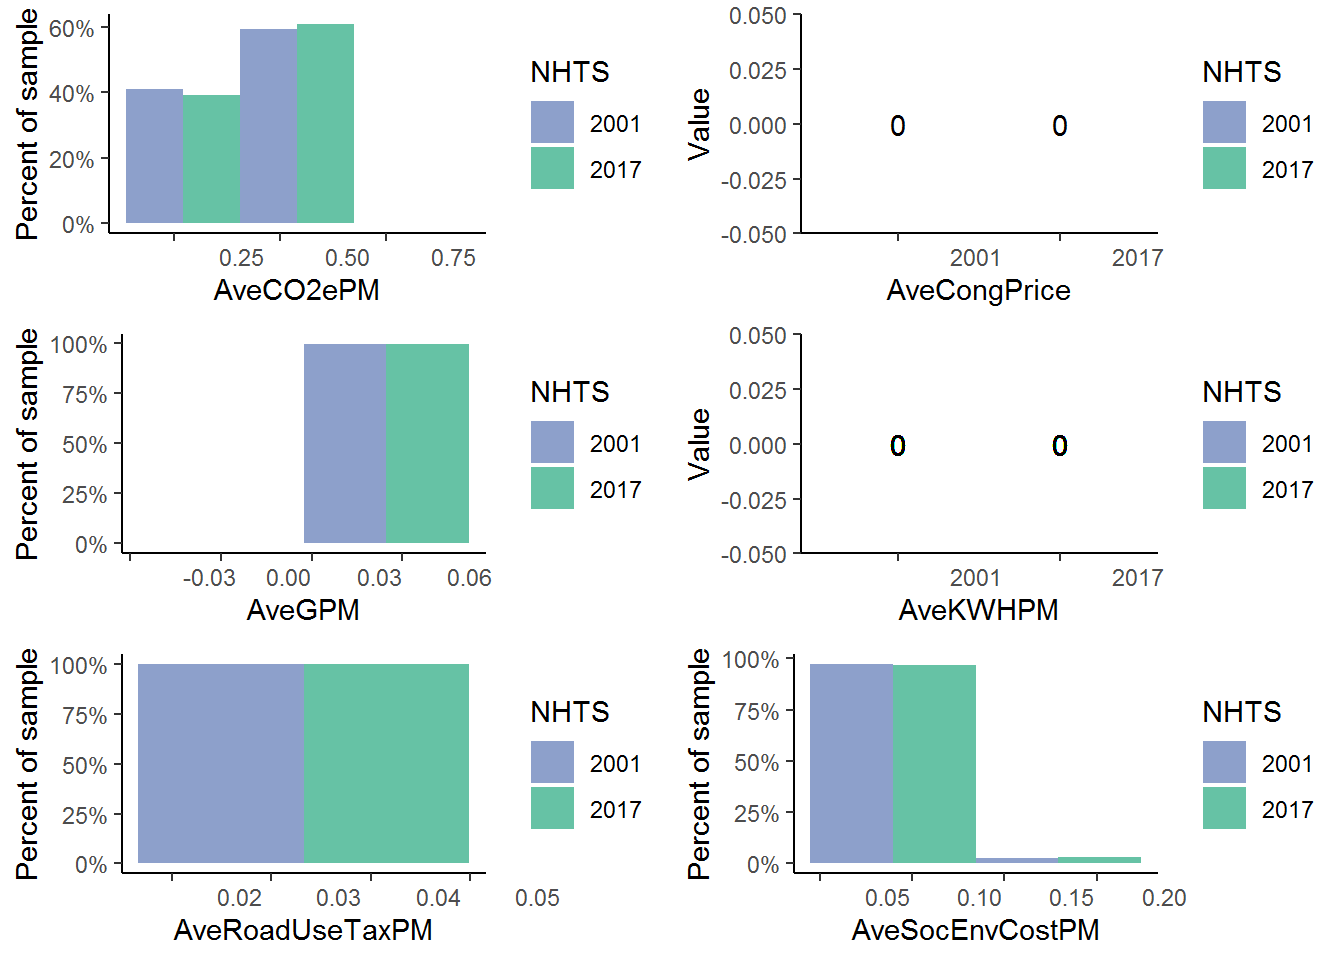 Percent of sample
60%
40%
20%
0%
0.25 0.50 0.75
AveCO2ePM
NHTS
2001
2017
Value
0.050
0.025
0.000
-0.025
-0.050
0 0
2001 2017
AveCongPrice
NHTS
2001
2017
Percent of sample
100%
75%
50%
25%
0%
-0.03 0.00 0.03 0.06
AveGPM
NHTS
2001
2017
Value
0.050
0.025
0.000
-0.025
-0.050
0 0
2001 2017
AveKWHPM
NHTS
2001
2017
Percent of sample
100%
75%
50%
25%
0%
0.02 0.03 0.04 0.05
AveRoadUseTaxPM
NHTS
2001
2017
Percent of sample
100%
75%
50%
25%
0%
0.05 0.10 0.15 0.20
AveSocEnvCostPM
NHTS
2001
2017